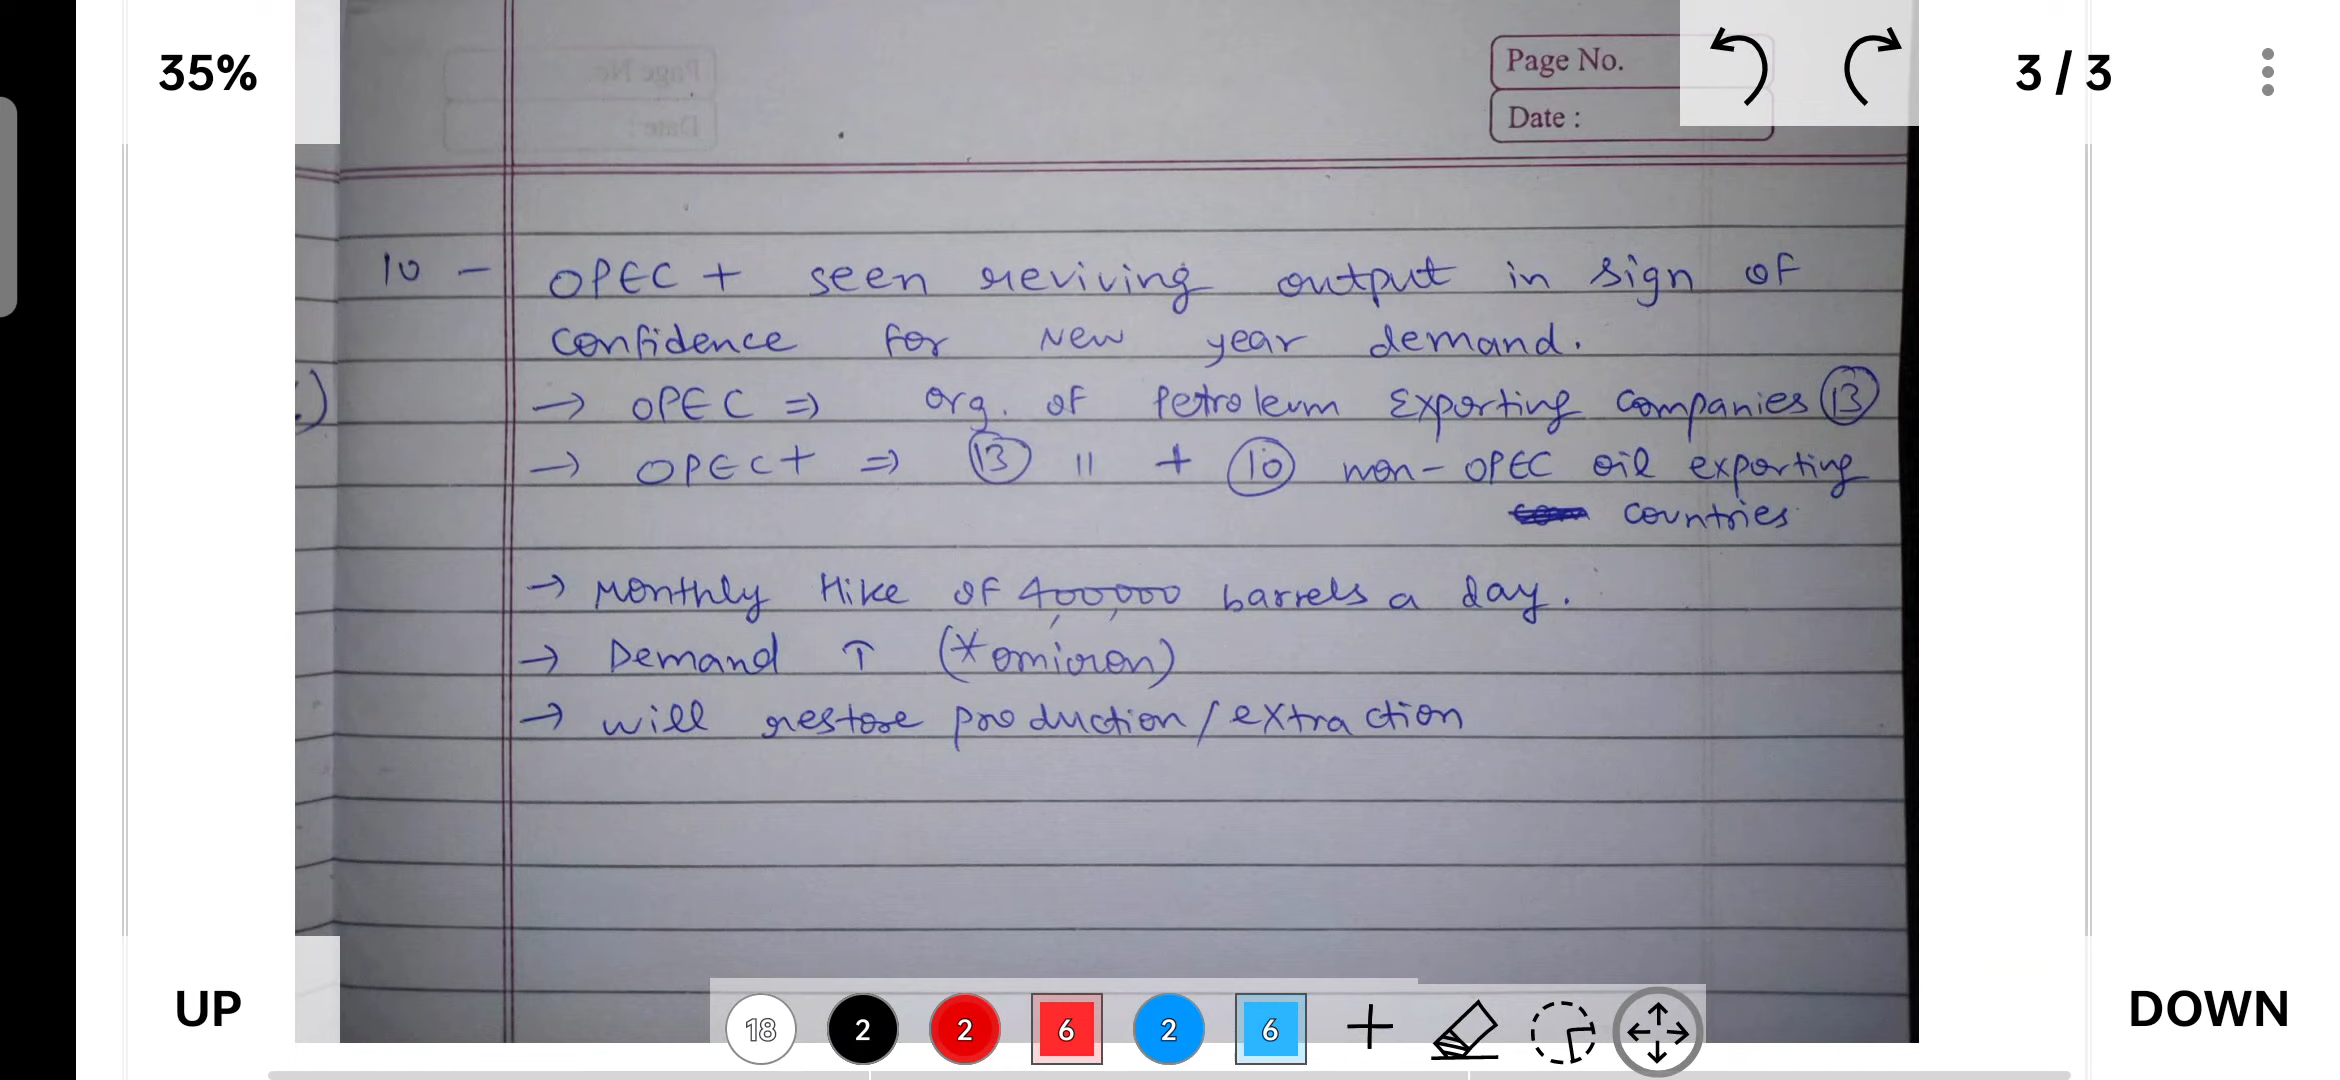 35%
Page No.
Date :
3 / 3
10 - OPEC + seen reviving output in sign of
confidence for New year demand.
→ OPEC ⇒ org. of Petroleum Exporting Companies 13
→ OPEC+ ⇒ 13 11 + 10 non-OPEC oil exporting
countries
→ Monthly Hike of 400,000 barrels a day.
→ Demand ↑ (* omicron)
→ will restore production/extraction
UP
18 2 2 6 2 6
DOWN